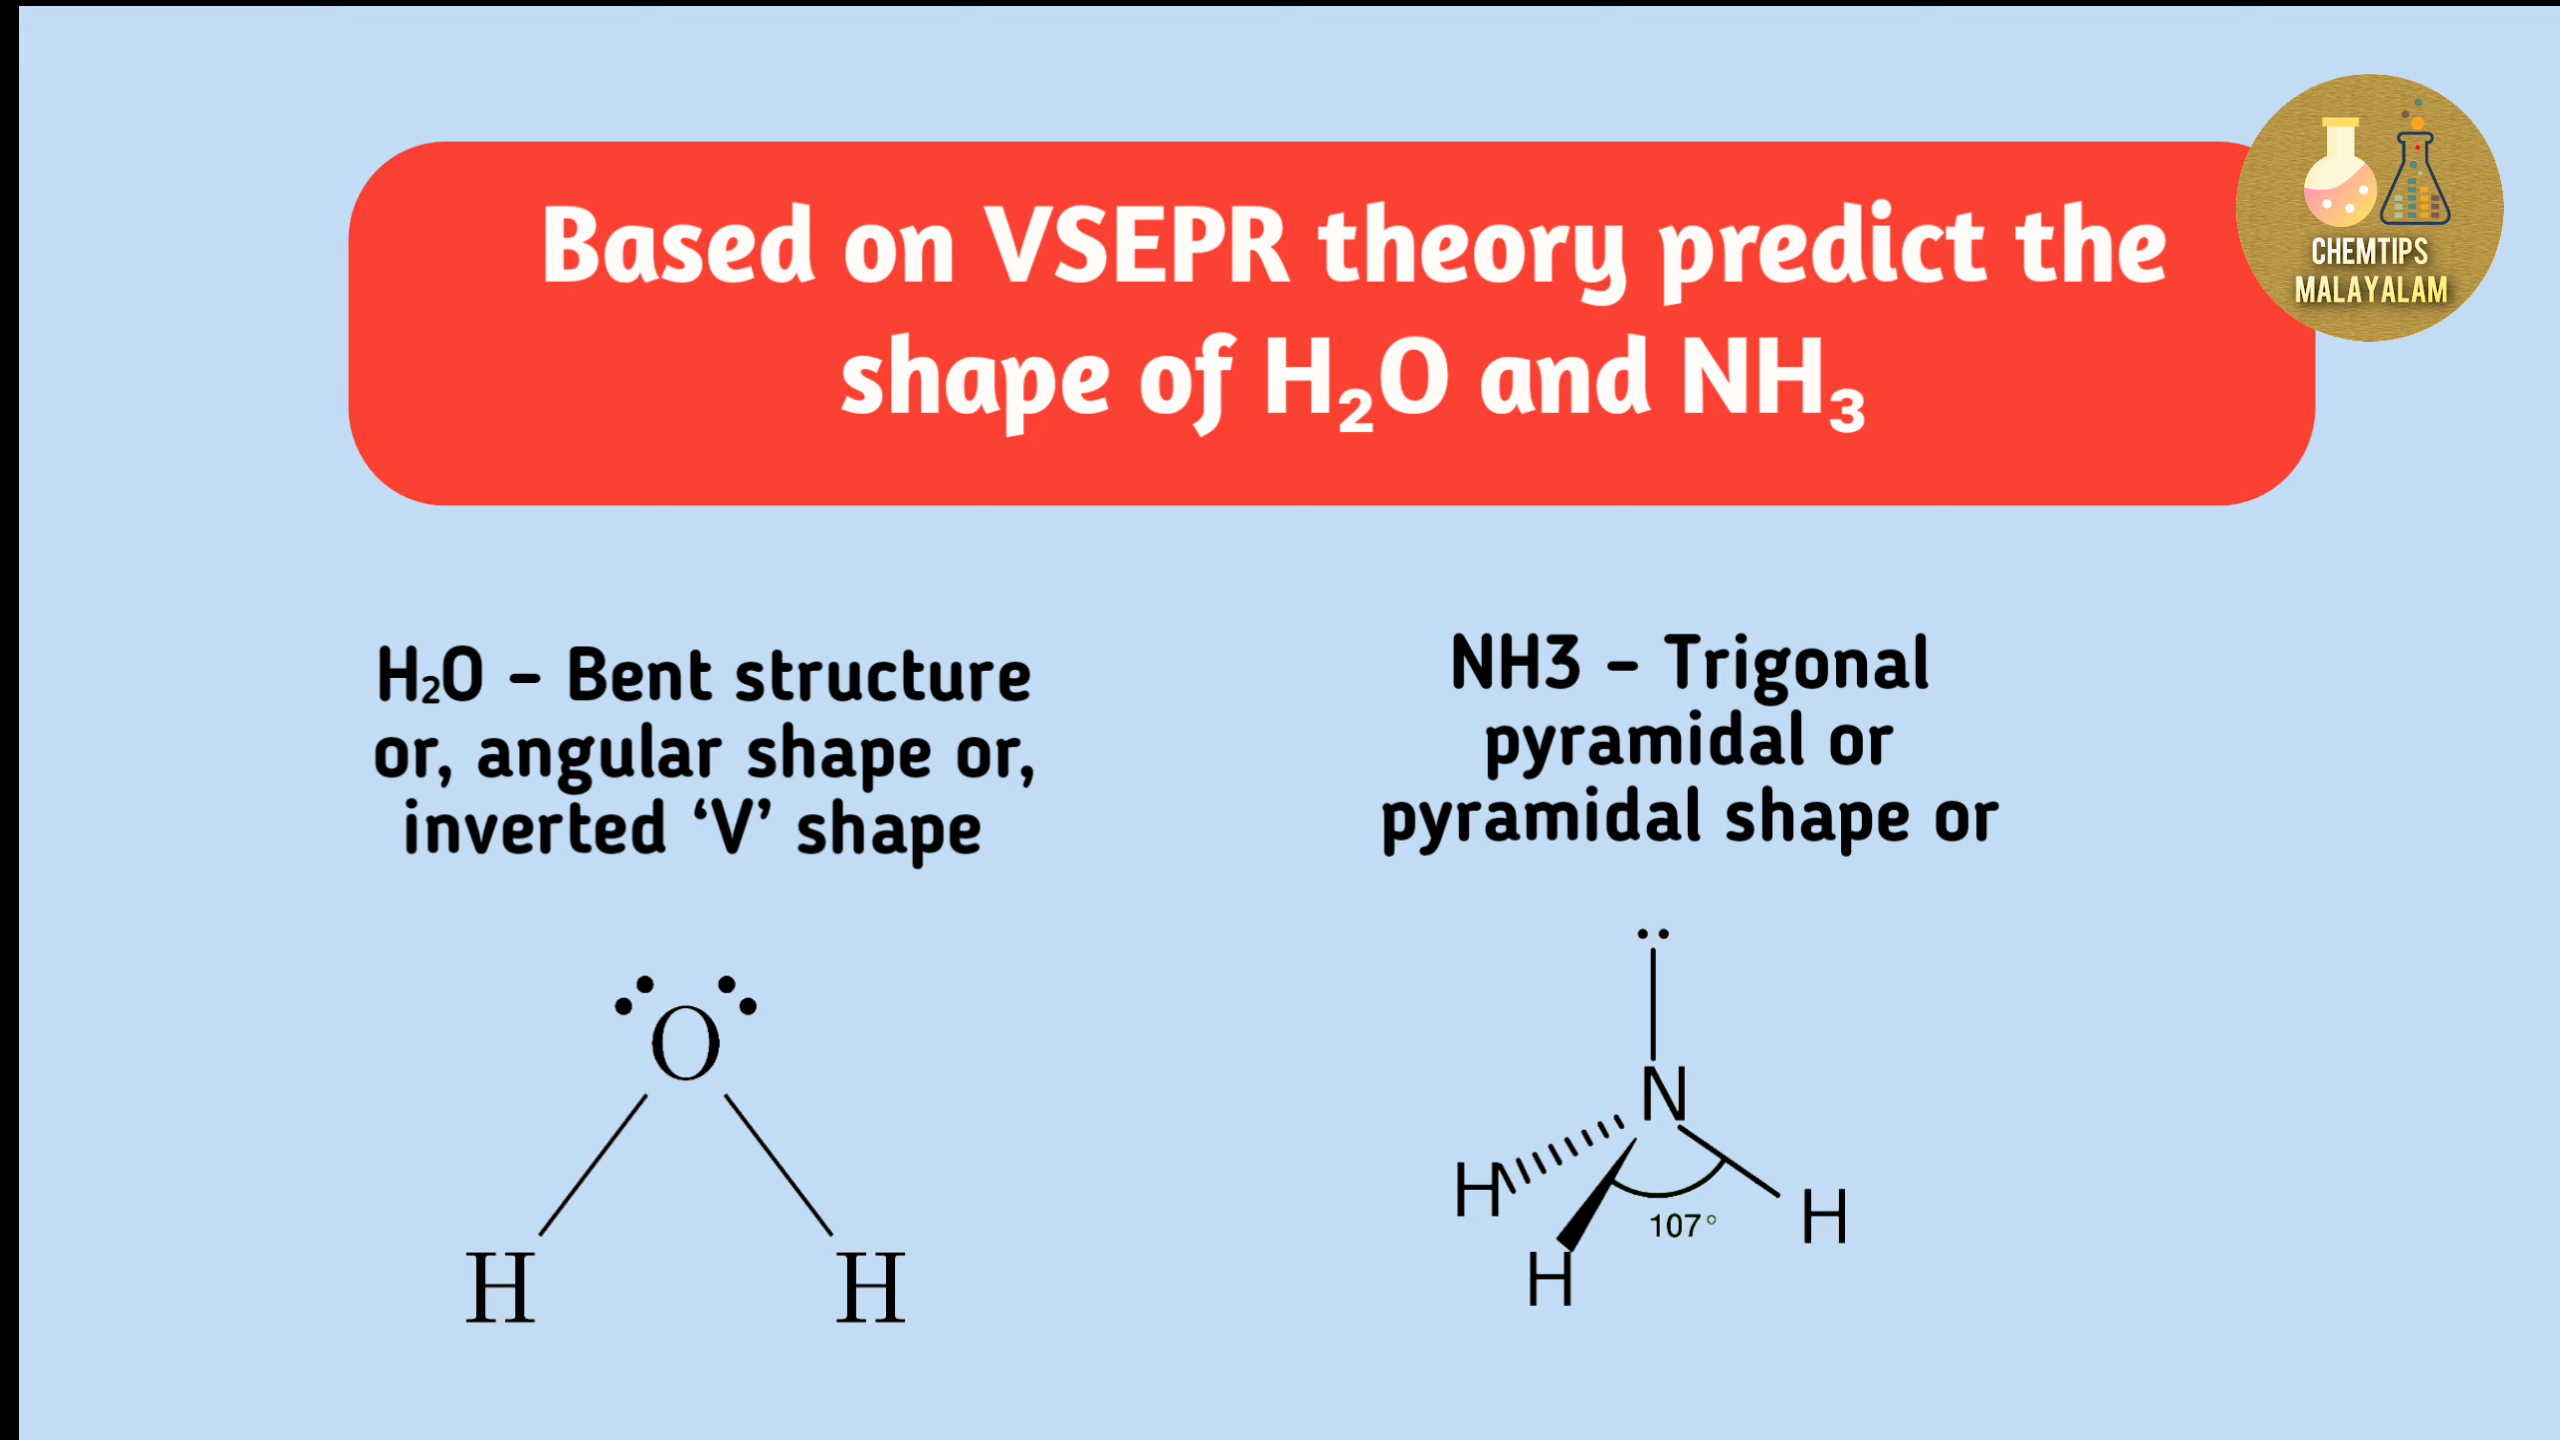 Based on VSEPR theory predict the
shape of H₂O and NH₃
CHEMTIPS
MALAYALAM
H₂O – Bent structure
or, angular shape or,
inverted ‘V’ shape
NH3 – Trigonal
pyramidal or
pyramidal shape or
O
H H
N
H
H
H
107°